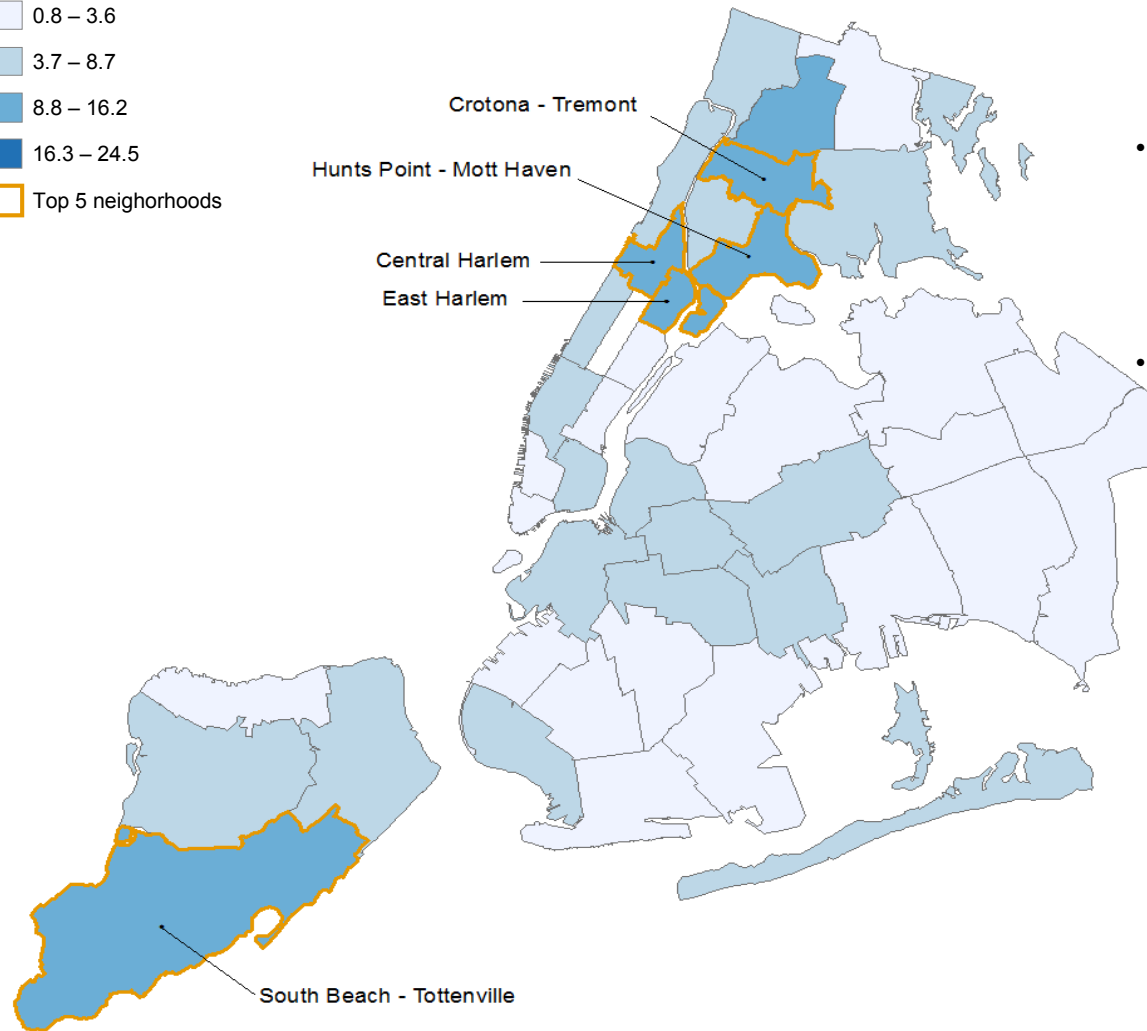 0.8 – 3.6
3.7 – 8.7
8.8 – 16.2
16.3 – 24.5
Top 5 neighorhoods
Crotona - Tremont
Hunts Point - Mott Haven
Central Harlem
East Harlem
South Beach - Tottenville
•
•